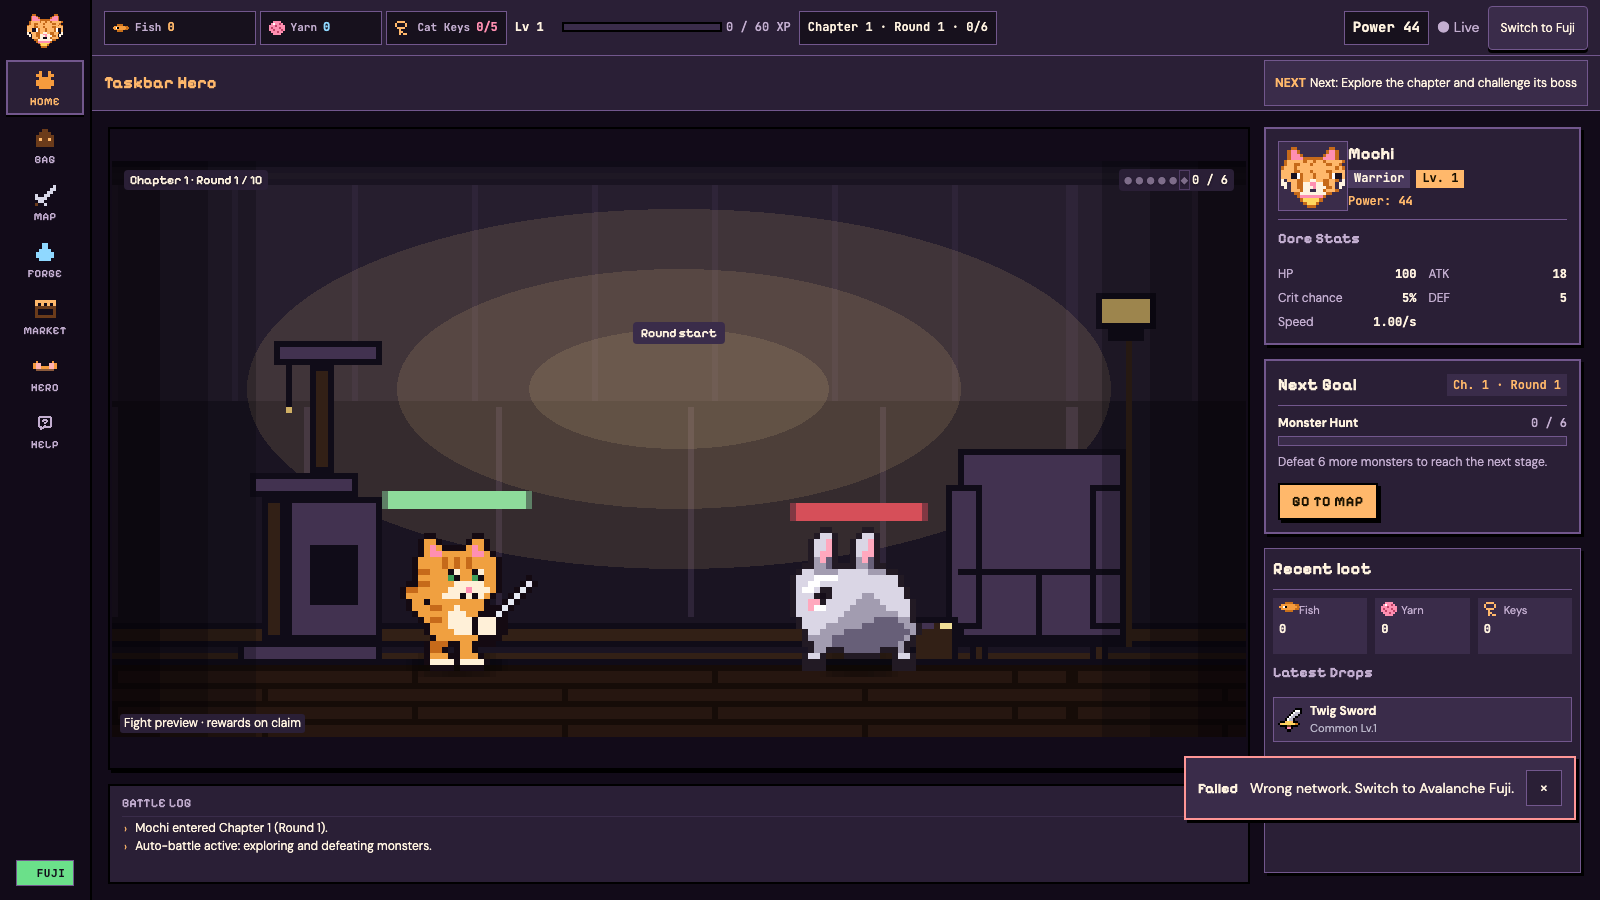 Fish 0
Yarn 0
Cat Keys 0/5
Lv 1
0 / 60 XP
Chapter 1 · Round 1 · 0/6
Power 44
Live
Switch to Fuji
Taskbar Hero
NEXT Next: Explore the chapter and challenge its boss
HOME
BAG
MAP
FORGE
MARKET
HERO
HELP
FUJI
Chapter 1 · Round 1 / 10
0 / 6
Round start
Fight preview · rewards on claim
BATTLE LOG
› Mochi entered Chapter 1 (Round 1).
› Auto-battle active: exploring and defeating monsters.
Mochi
Warrior Lv. 1
Power: 44
Core Stats
HP 100 ATK 18
Crit chance 5% DEF 5
Speed 1.00/s
Next Goal Ch. 1 · Round 1
Monster Hunt 0 / 6
Defeat 6 more monsters to reach the next stage.
GO TO MAP
Recent loot
Fish 0
Yarn 0
Keys 0
Latest Drops
Twig Sword
Common Lv.1
Failed Wrong network. Switch to Avalanche Fuji. ×